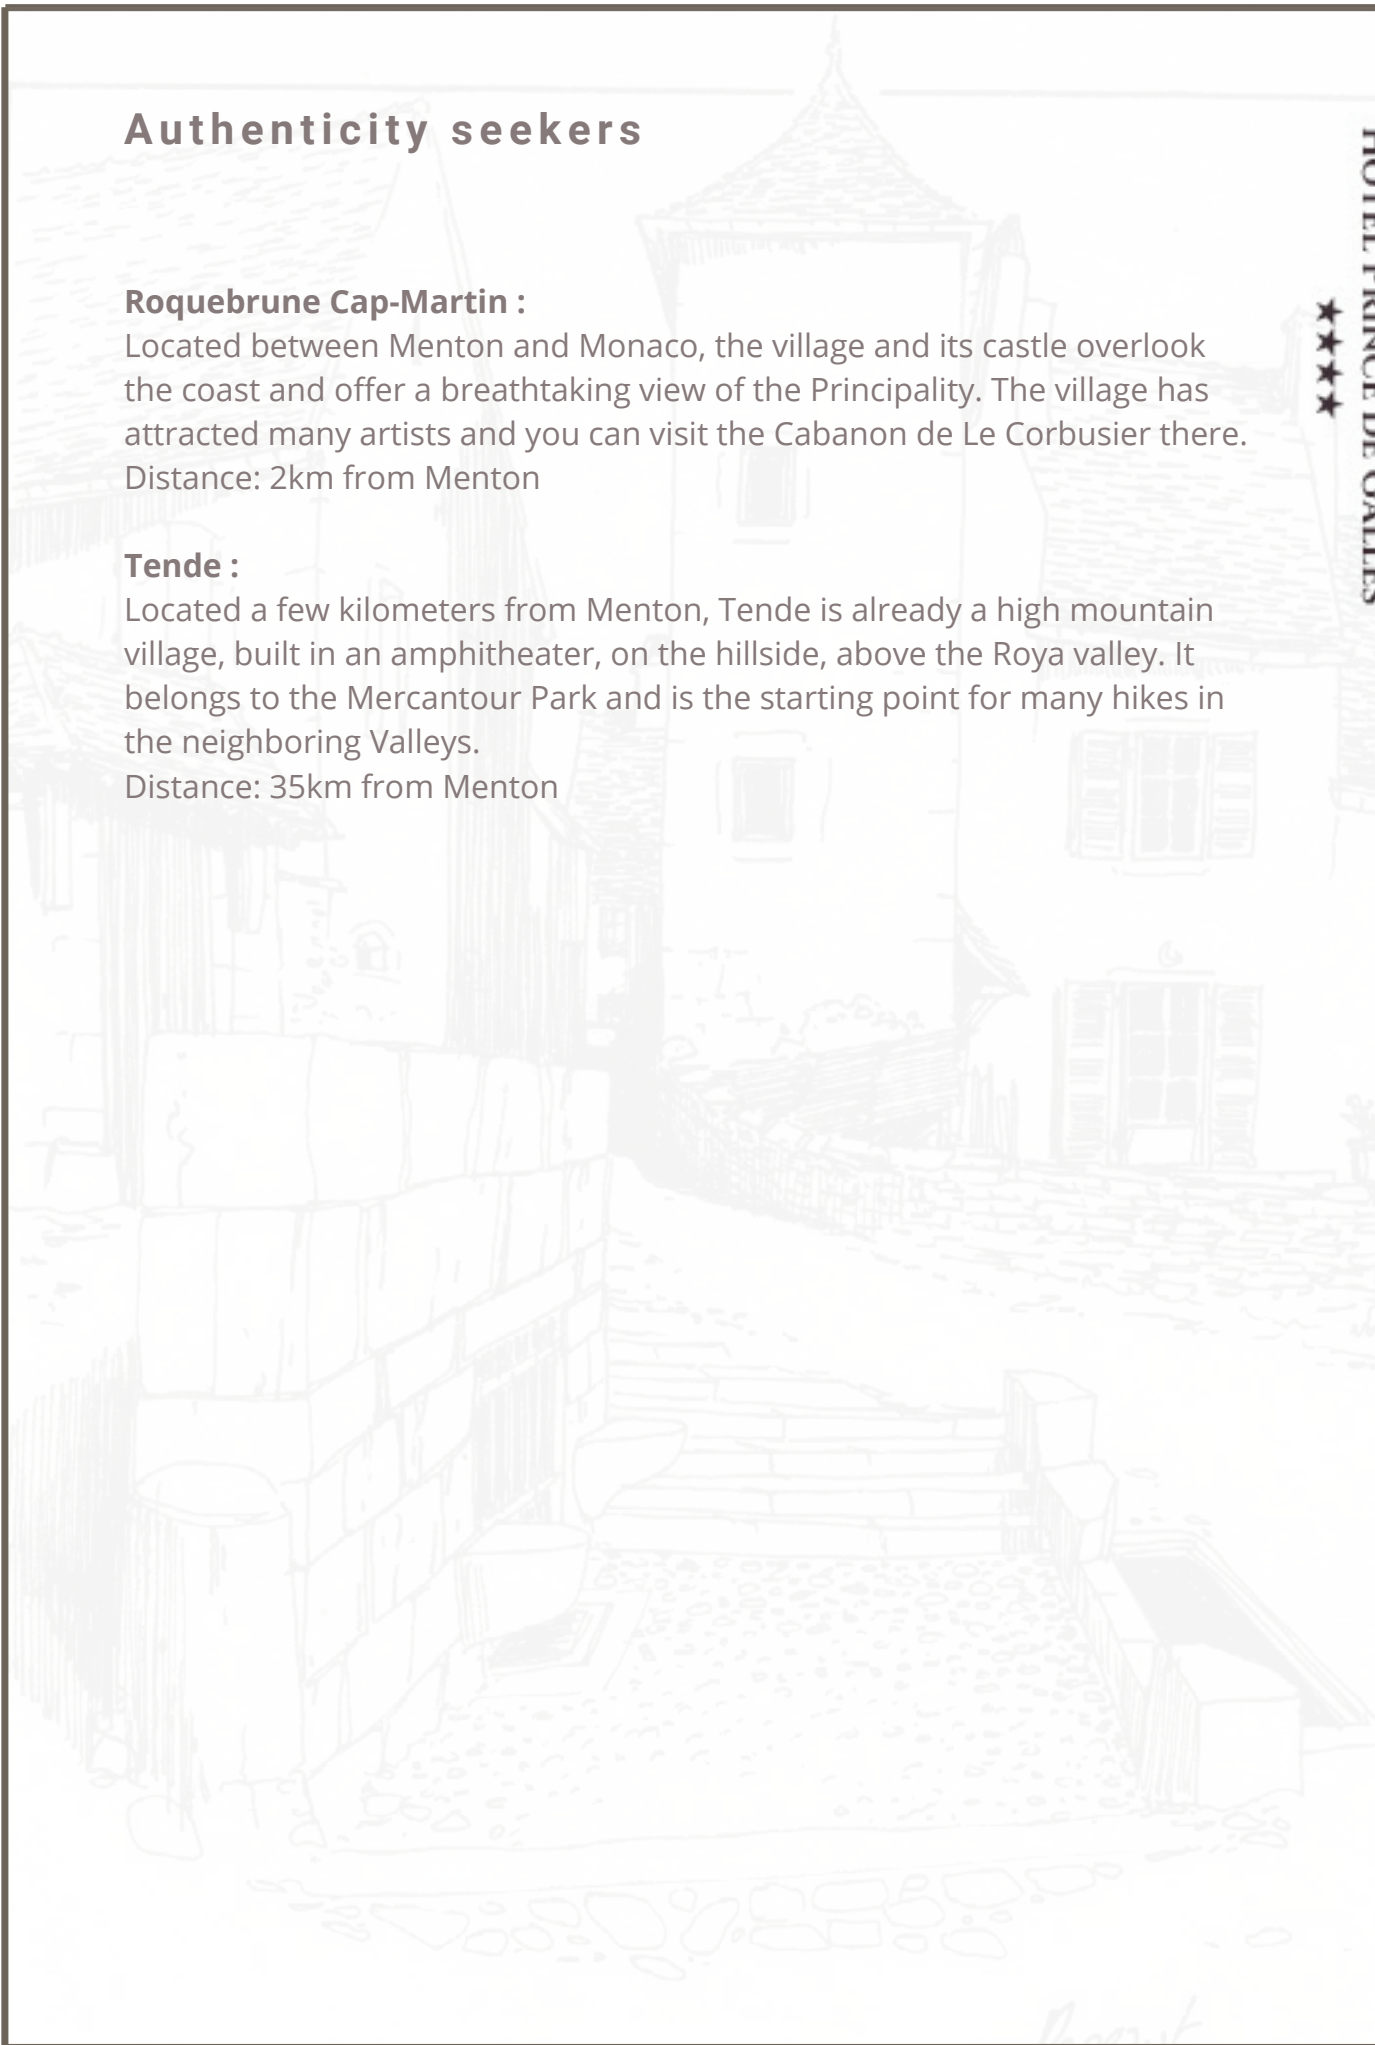 Authenticity seekers
Roquebrune Cap-Martin :
Located between Menton and Monaco, the village and its castle overlook
the coast and offer a breathtaking view of the Principality. The village has
attracted many artists and you can visit the Cabanon de Le Corbusier there.
Distance: 2km from Menton
Tende :
Located a few kilometers from Menton, Tende is already a high mountain
village, built in an amphitheater, on the hillside, above the Roya valley. It
belongs to the Mercantour Park and is the starting point for many hikes in
the neighboring Valleys.
Distance: 35km from Menton
HOTEL PRINCE DE GALLES